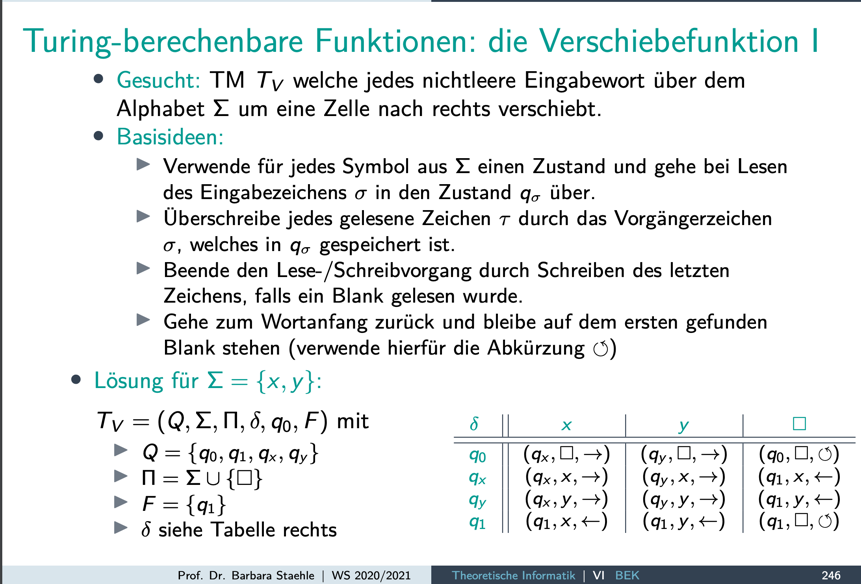 Turing-berechenbare Funktionen: die Verschiebefunktion I
• Gesucht: TM T_V welche jedes nichtleere Eingabewort über dem
Alphabet Σ um eine Zelle nach rechts verschiebt.
• Basisideen:
▶ Verwende für jedes Symbol aus Σ einen Zustand und gehe bei Lesen
des Eingabezeichens σ in den Zustand q_σ über.
▶ Überschreibe jedes gelesene Zeichen τ durch das Vorgängerzeichen
σ, welches in q_σ gespeichert ist.
▶ Beende den Lese-/Schreibvorgang durch Schreiben des letzten
Zeichens, falls ein Blank gelesen wurde.
▶ Gehe zum Wortanfang zurück und bleibe auf dem ersten gefunden
Blank stehen (verwende hierfür die Abkürzung ↺)
• Lösung für Σ = {x, y}:
T_V = (Q, Σ, Π, δ, q_0, F) mit
▶ Q = {q_0, q_1, q_x, q_y}
▶ Π = Σ ∪ {□}
▶ F = {q_1}
▶ δ siehe Tabelle rechts
δ x y □
q_0 (q_x, □, →) (q_y, □, →) (q_0, □, ↺)
q_x (q_x, x, →) (q_y, x, →) (q_1, x, ←)
q_y (q_x, y, →) (q_y, y, →) (q_1, y, ←)
q_1 (q_1, x, ←) (q_1, y, ←) (q_1, □, ↺)
Prof. Dr. Barbara Staehle | WS 2020/2021 Theoretische Informatik | VI BEK 246